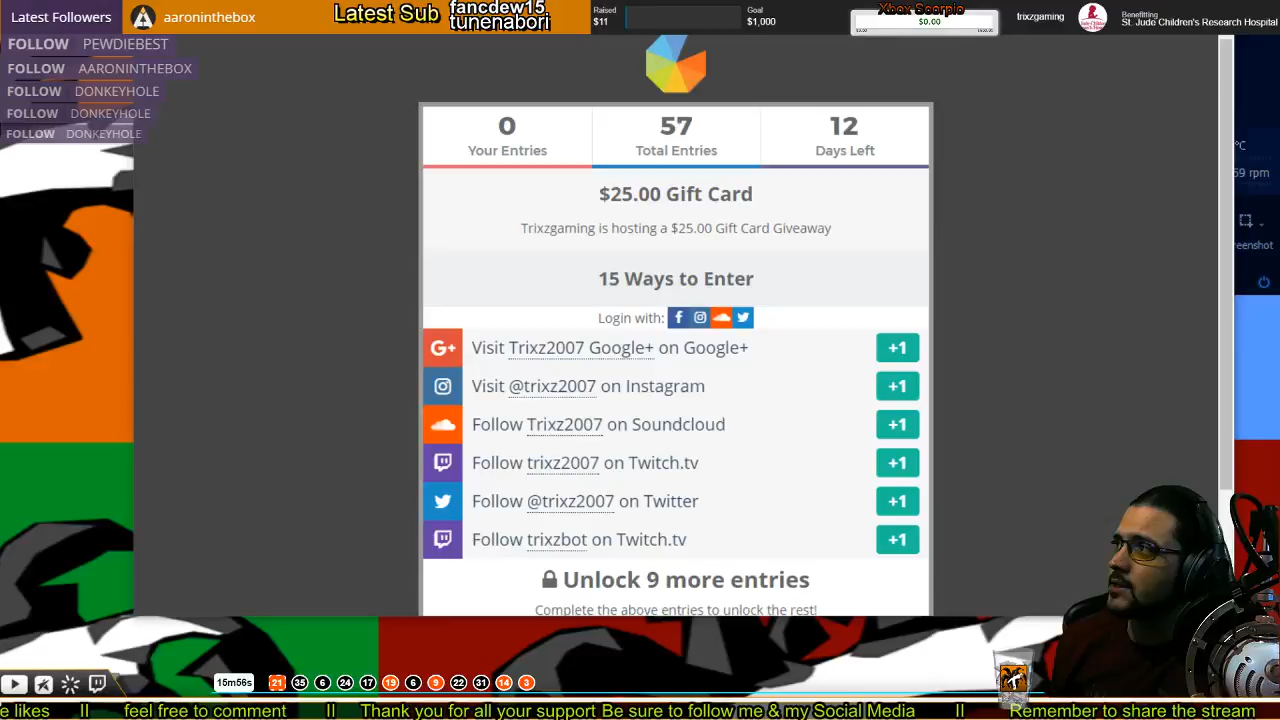 Latest Followers
aaroninthebox
Latest Sub
fancdew15
tunenabori
Raised
$11
Goal
$1,000
Xbox Scorpio
$0.00
trixzgaming
Benefitting
St. Jude Children's Research Hospital
FOLLOW PEWDIEBEST
FOLLOW AARONINTHEBOX
FOLLOW DONKEYHOLE
FOLLOW DONKEYHOLE
FOLLOW DONKEYHOLE
0
Your Entries
57
Total Entries
12
Days Left
$25.00 Gift Card
Trixzgaming is hosting a $25.00 Gift Card Giveaway
15 Ways to Enter
Login with:
G+ Visit Trixz2007 Google+ on Google+ +1
Visit @trixz2007 on Instagram +1
Follow Trixz2007 on Soundcloud +1
Follow trixz2007 on Twitch.tv +1
Follow @trixz2007 on Twitter +1
Follow trixzbot on Twitch.tv +1
Unlock 9 more entries
Complete the above entries to unlock the rest!
°C
59 rpm
eenshot
15m56s 21 35 6 24 17 19 6 9 22 31 14 3
e likes || feel free to comment || Thank you for all your support Be sure to follow me & my Social Media || Remember to share the stream